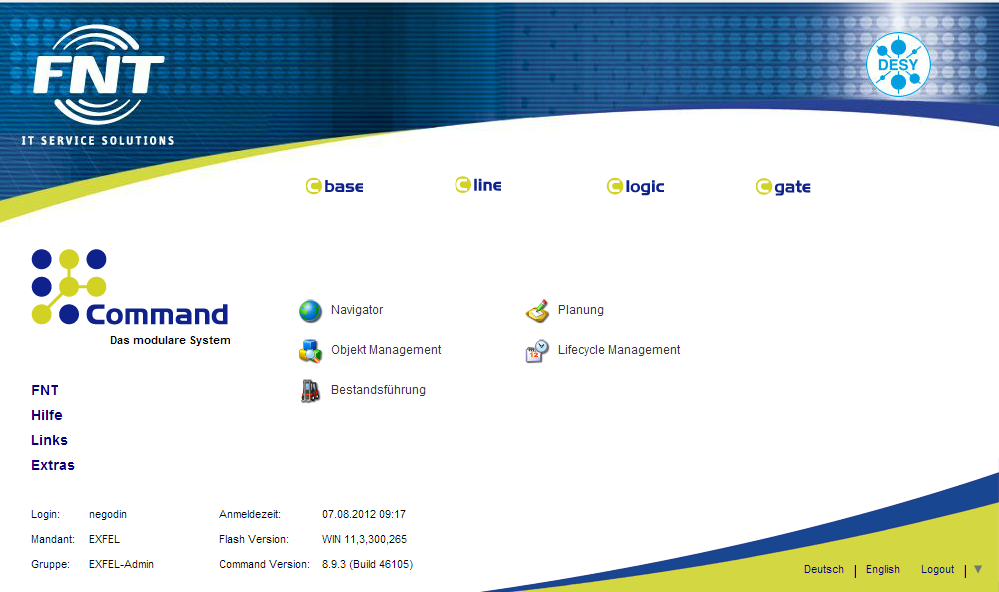 FNT
IT SERVICE SOLUTIONS
DESY
c base
c line
c logic
c gate
Command
Das modulare System
Navigator
Planung
Objekt Management
Lifecycle Management
12
Bestandsführung
FNT
Hilfe
Links
Extras
Login: negodin Anmeldezeit: 07.08.2012 09:17
Mandant: EXFEL Flash Version: WIN 11,3,300,265
Gruppe: EXFEL-Admin Command Version: 8.9.3 (Build 46105)
Deutsch | English Logout |